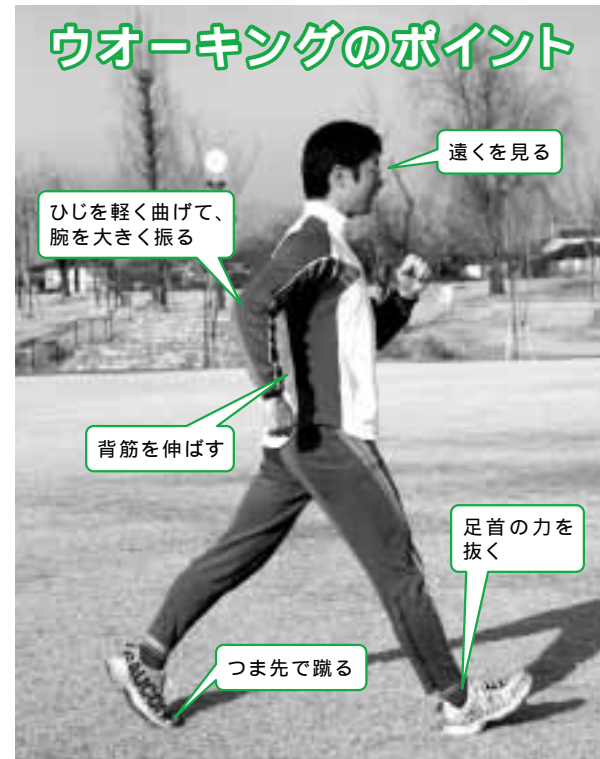 ウオーキングのポイント
遠くを見る
ひじを軽く曲げて、
腕を大きく振る
背筋を伸ばす
足首の力を
抜く
つま先で蹴る
SAUCONY